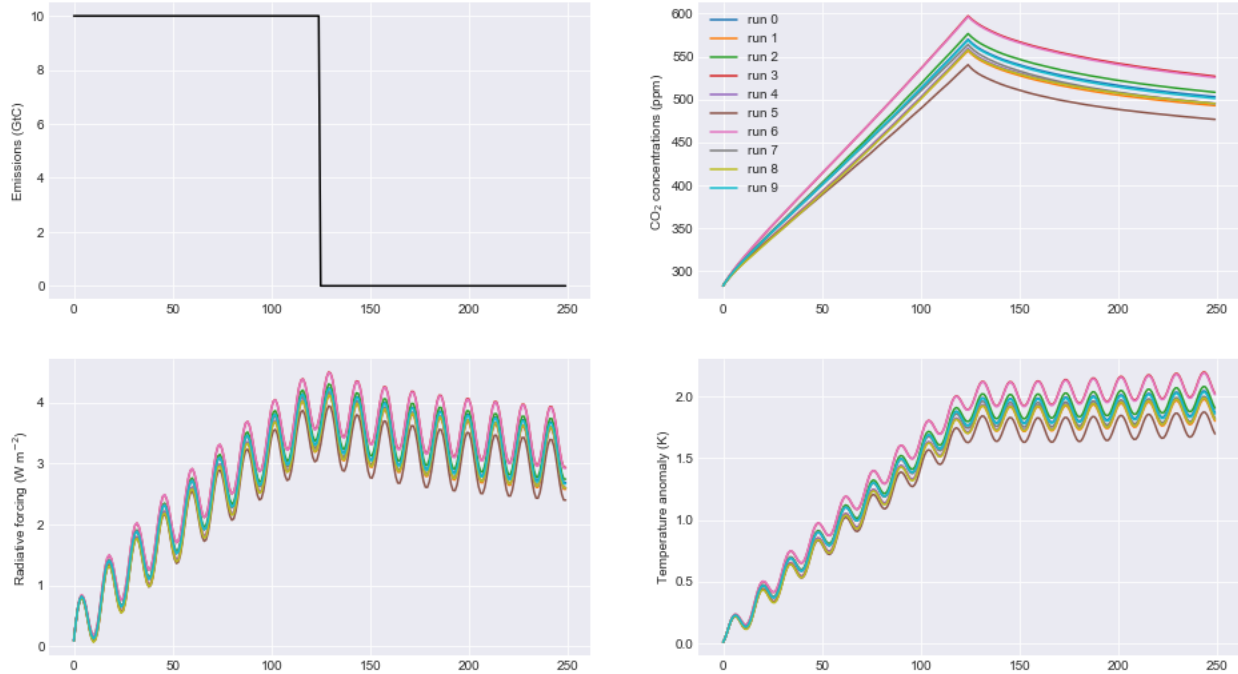 Emissions (GtC)
10
8
6
4
2
0
0 50 100 150 200 250
CO₂ concentrations (ppm)
600
550
500
450
400
350
300
run 0
run 1
run 2
run 3
run 4
run 5
run 6
run 7
run 8
run 9
0 50 100 150 200 250
Radiative forcing (W m⁻²)
4
3
2
1
0
0 50 100 150 200 250
Temperature anomaly (K)
2.0
1.5
1.0
0.5
0.0
0 50 100 150 200 250